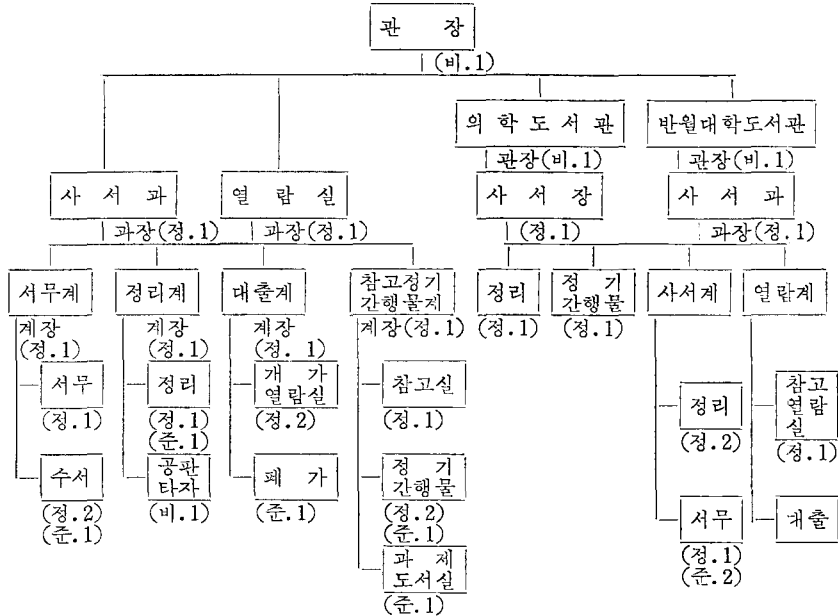 관 장
(비.1)
의 학 도 서 관
반월대학도서관
관장(비.1)
관장(비.1)
사 서 과
열 람 실
사 서 장
사 서 과
과장(정.1)
과장(정.1)
(정.1)
과장(정.1)
서무계
정리계
대출계
참고정기
간행물계
정리
정 기
간행물
사서계
열람계
계장
(정.1)
계장
(정.1)
계장
(정.1)
계장(정.1)
(정.1)
(정.1)
서무
(정.1)
정리
(정.1)
(준.1)
개 가
열람실
(정.2)
참고실
(정.1)
정리
(정.2)
참고
열람
실
(정.1)
수서
(정.2)
(준.1)
공판
타자
(비.1)
폐 가
(준.1)
정 기
간행물
(정.2)
(준.1)
서무
(정.1)
(준.2)
대출
과 제
도서실
(준.1)